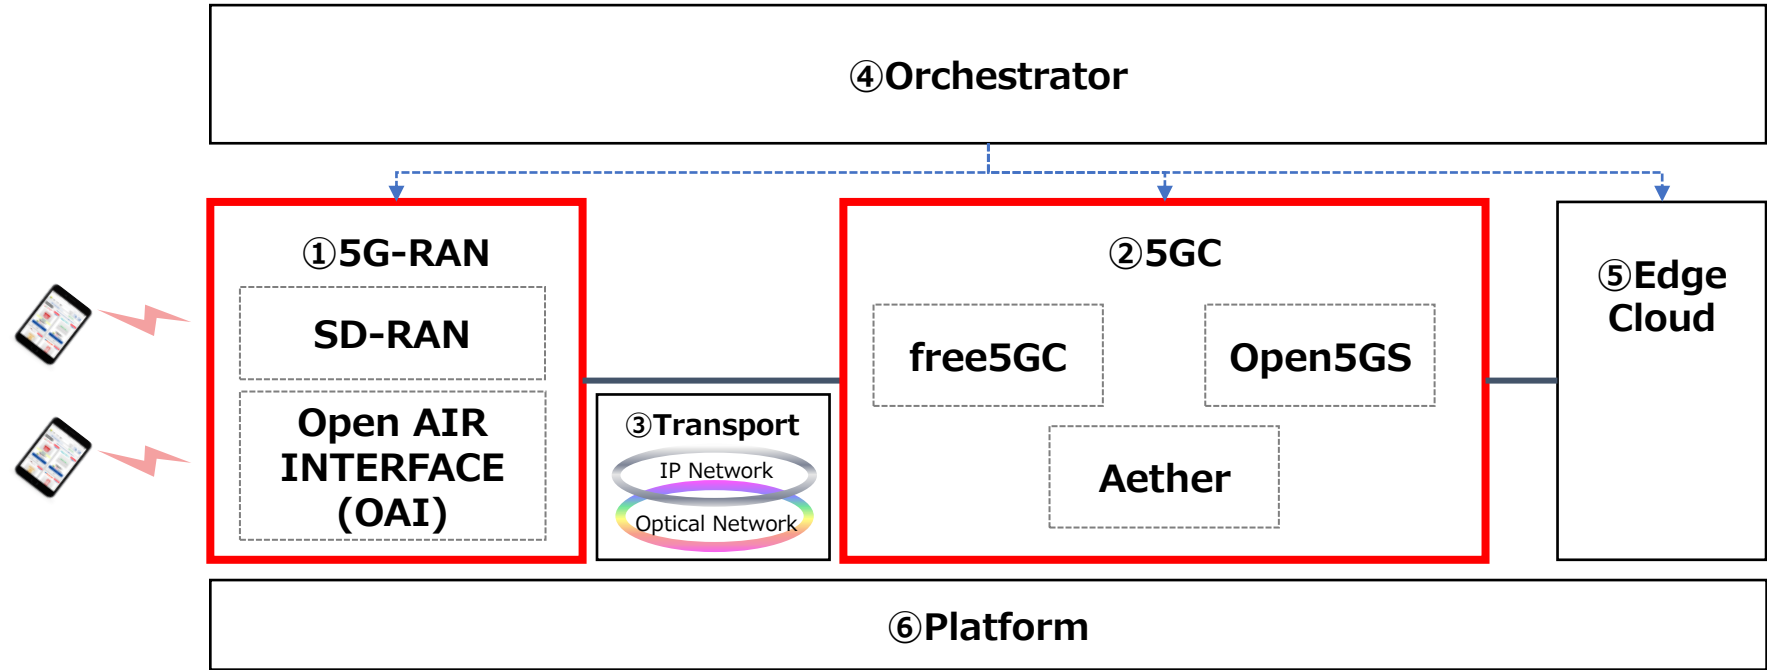 ④Orchestrator
①5G-RAN
SD-RAN
Open AIR
INTERFACE
(OAI)
③Transport
IP Network
Optical Network
②5GC
free5GC
Open5GS
Aether
⑤Edge
Cloud
⑥Platform